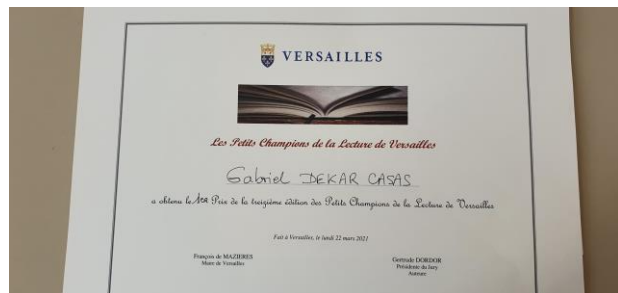 VERSAILLES
Les Petits Champions de la Lecture de Versailles
Gabriel DEKAR CASAS
a obtenu le 1er Prix de la treizième édition des Petits Champions de la Lecture de Versailles
Fait à Versailles, le lundi 22 mars 2021
François de MAZIERES
Maire de Versailles
Gertrude DORDOR
Présidente du Jury
Auteure